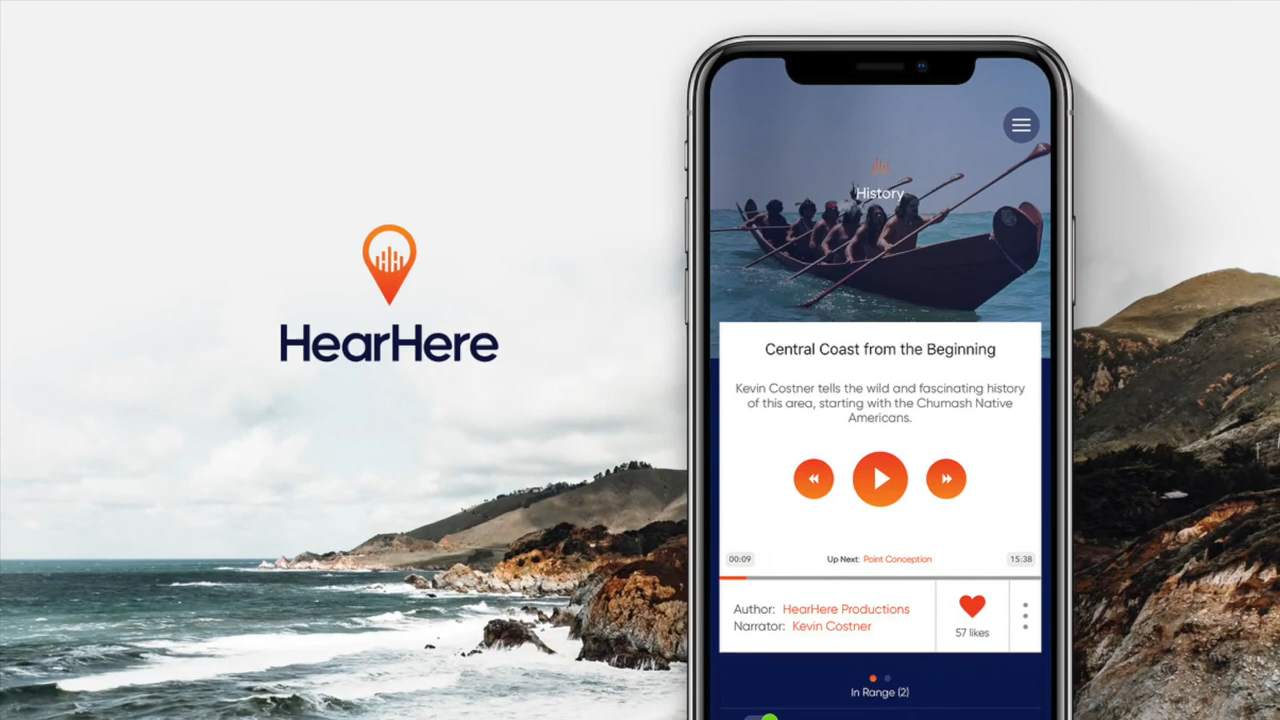 HearHere
History
Central Coast from the Beginning
Kevin Costner tells the wild and fascinating history
of this area, starting with the Chumash Native
Americans.
00:09
Up Next: Point Conception
15:38
Author: HearHere Productions
Narrator: Kevin Costner
57 likes
In Range (2)